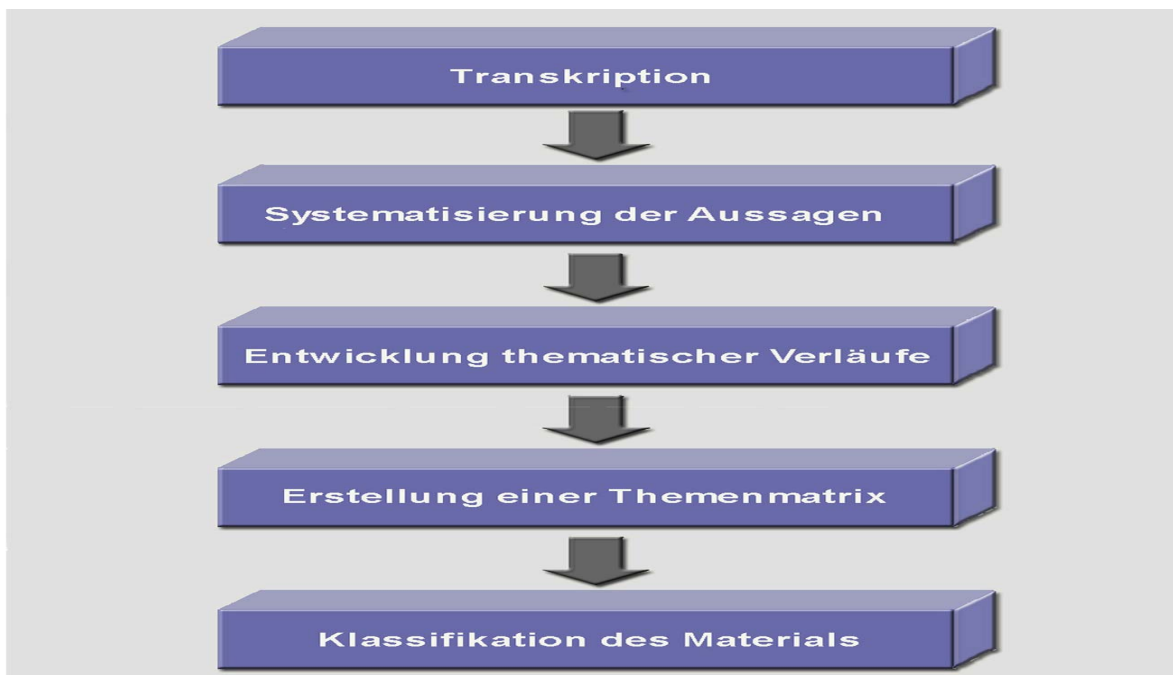 Transkription
Systematisierung der Aussagen
Entwicklung thematischer Verläufe
Erstellung einer Themenmatrix
Klassifikation des Materials